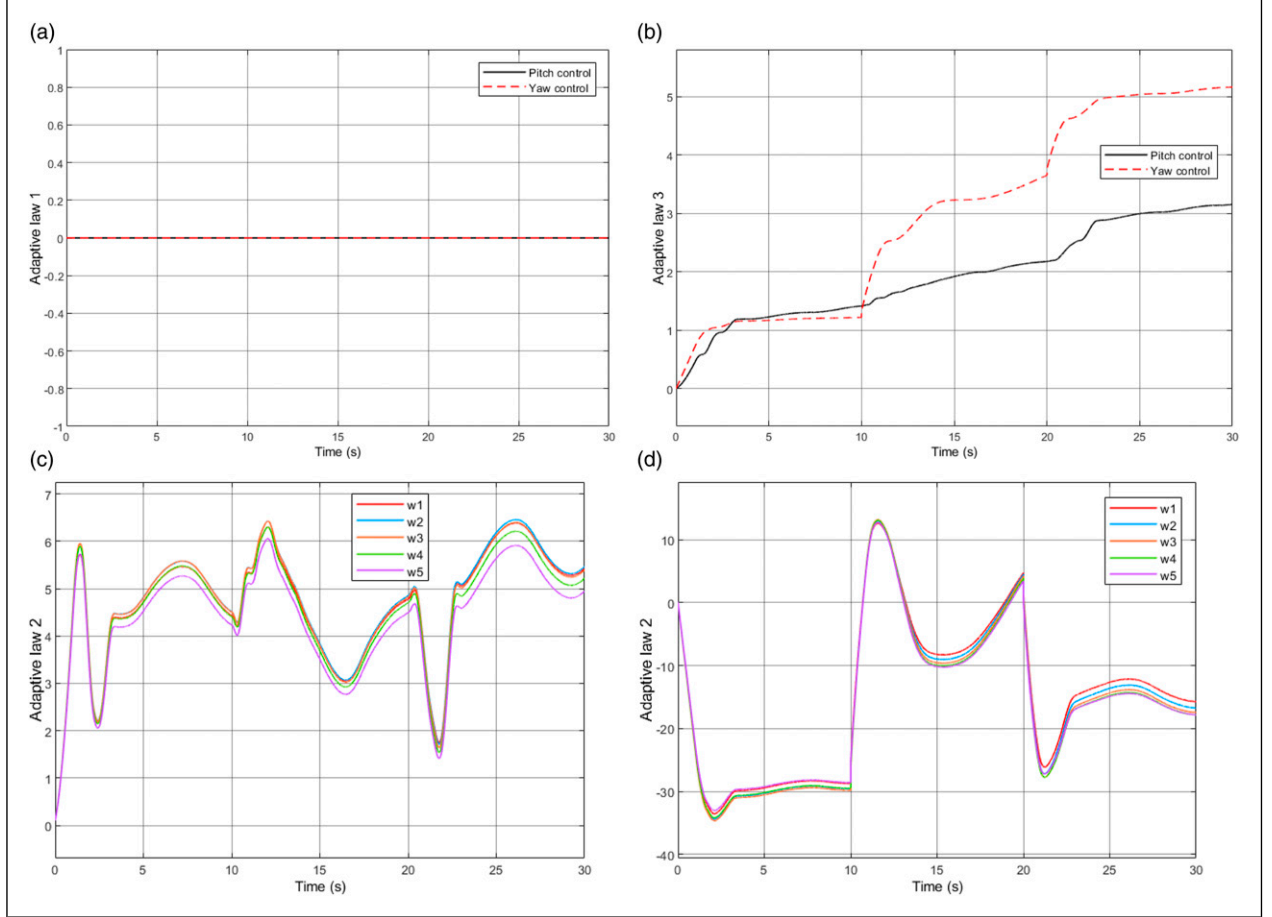 (a)
1
0.8
0.6
0.4
0.2
0
-0.2
-0.4
-0.6
-0.8
-1
Adaptive law 1
Pitch control
Yaw control
0 5 10 15 20 25 30
Time (s)
(b)
5
4
3
2
1
0
Adaptive law 3
Pitch control
Yaw control
0 5 10 15 20 25 30
Time (s)
(c)
7
6
5
4
3
2
1
0
Adaptive law 2
w1
w2
w3
w4
w5
0 5 10 15 20 25 30
Time (s)
(d)
10
0
-10
-20
-30
-40
Adaptive law 2
w1
w2
w3
w4
w5
0 5 10 15 20 25 30
Time (s)